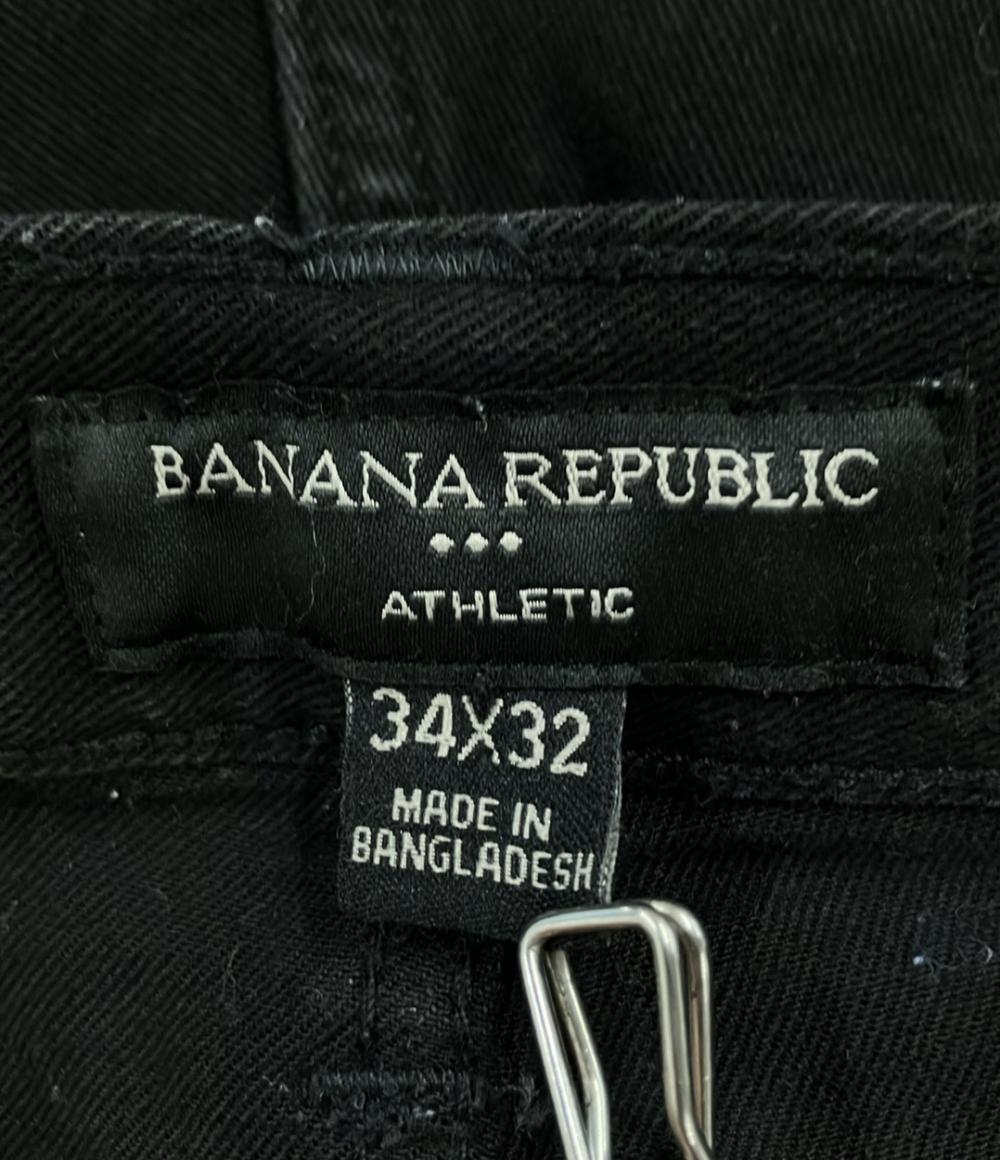 BANANA REPUBLIC
•••
ATHLETIC
34X32
MADE IN
BANGLADESH